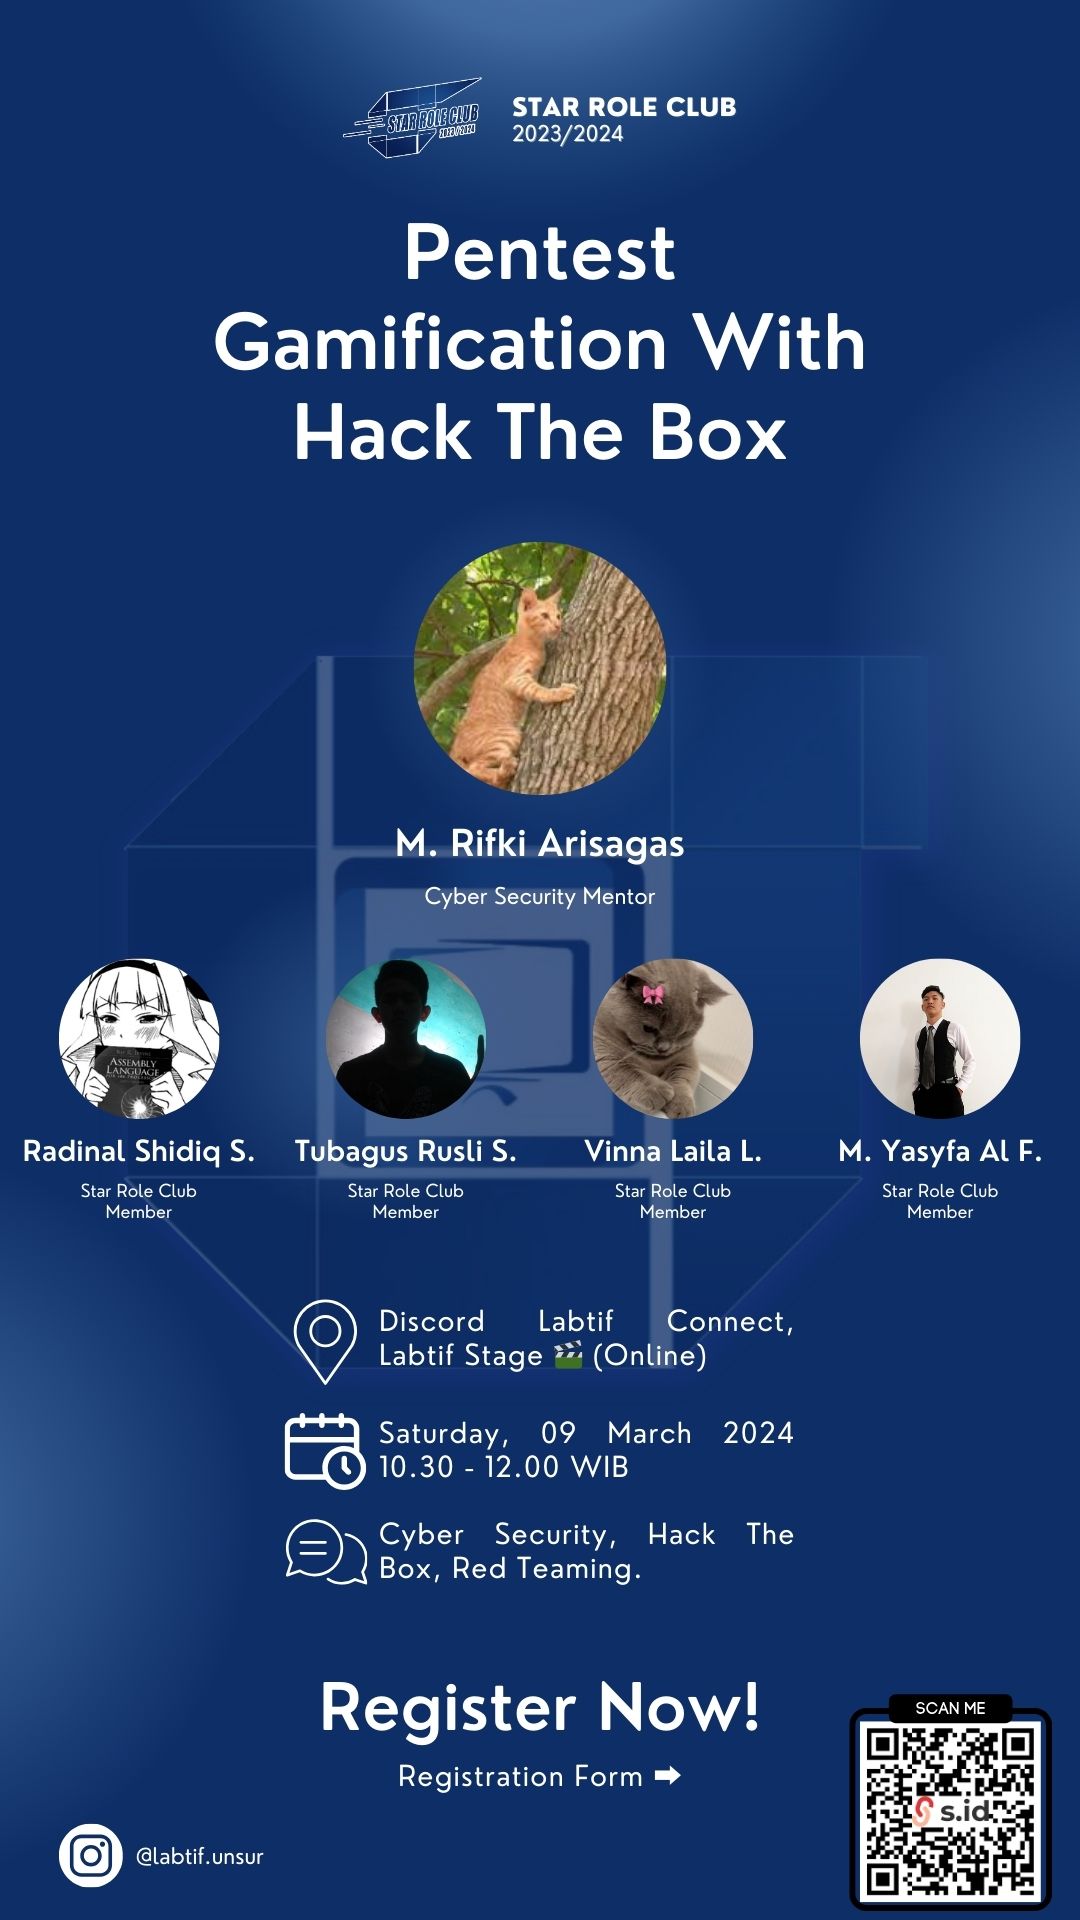 STAR ROLE CLUB
2023/2024
STAR ROLE CLUB
2023/2024
Pentest
Gamification With
Hack The Box
M. Rifki Arisagas
Cyber Security Mentor
ASSEMBLY
LANGUAGE
Radinal Shidiq S.
Star Role Club
Member
Tubagus Rusli S.
Star Role Club
Member
Vinna Laila L.
Star Role Club
Member
M. Yasyfa Al F.
Star Role Club
Member
Discord Labtif Connect,
Labtif Stage 🎬 (Online)
Saturday, 09 March 2024
10.30 - 12.00 WIB
Cyber Security, Hack The
Box, Red Teaming.
Register Now!
Registration Form ➡
SCAN ME
s.id
@labtif.unsur